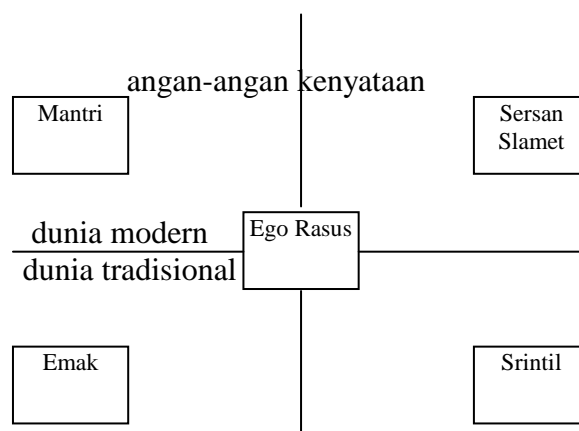 angan-angan kenyataan
Mantri
Sersan
Slamet
Ego Rasus
dunia modern
dunia tradisional
Emak
Srintil